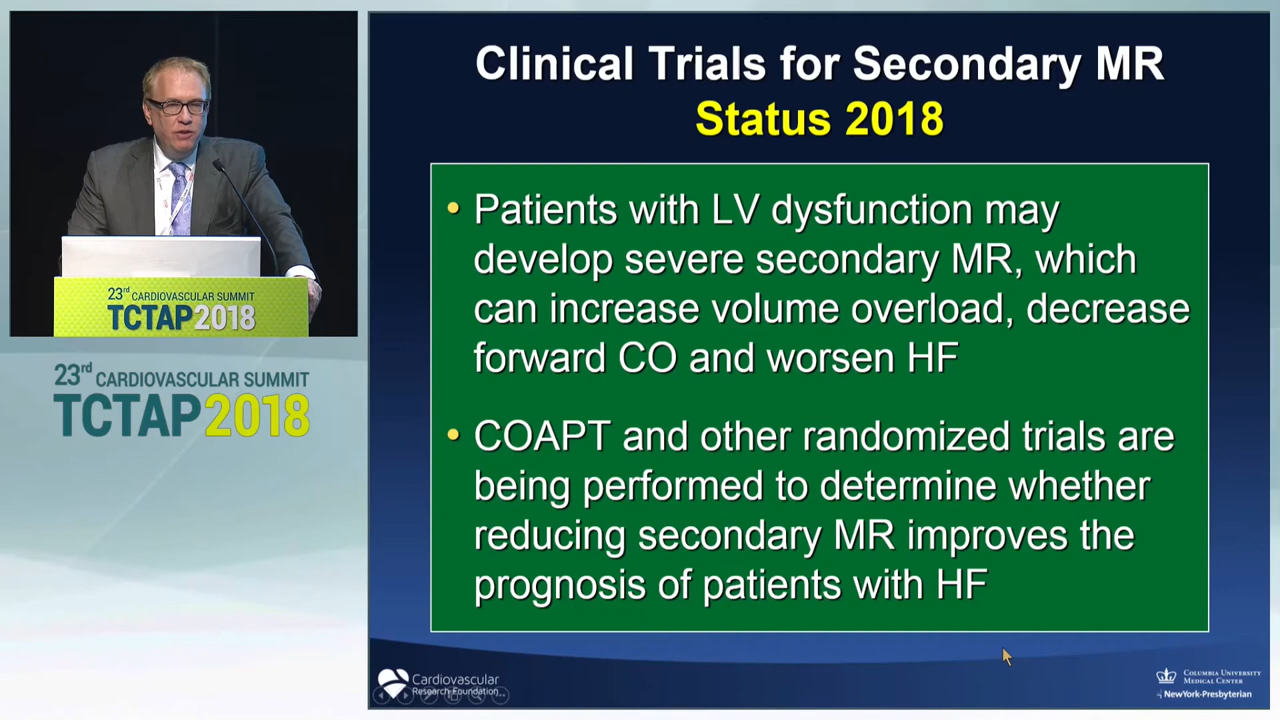 23rd CARDIOVASCULAR SUMMIT
TCTAP2018
23rd CARDIOVASCULAR SUMMIT
TCTAP2018
Clinical Trials for Secondary MR
Status 2018
• Patients with LV dysfunction may
develop severe secondary MR, which
can increase volume overload, decrease
forward CO and worsen HF
• COAPT and other randomized trials are
being performed to determine whether
reducing secondary MR improves the
prognosis of patients with HF
Cardiovascular
Research Foundation
COLUMBIA UNIVERSITY
MEDICAL CENTER
NewYork-Presbyterian